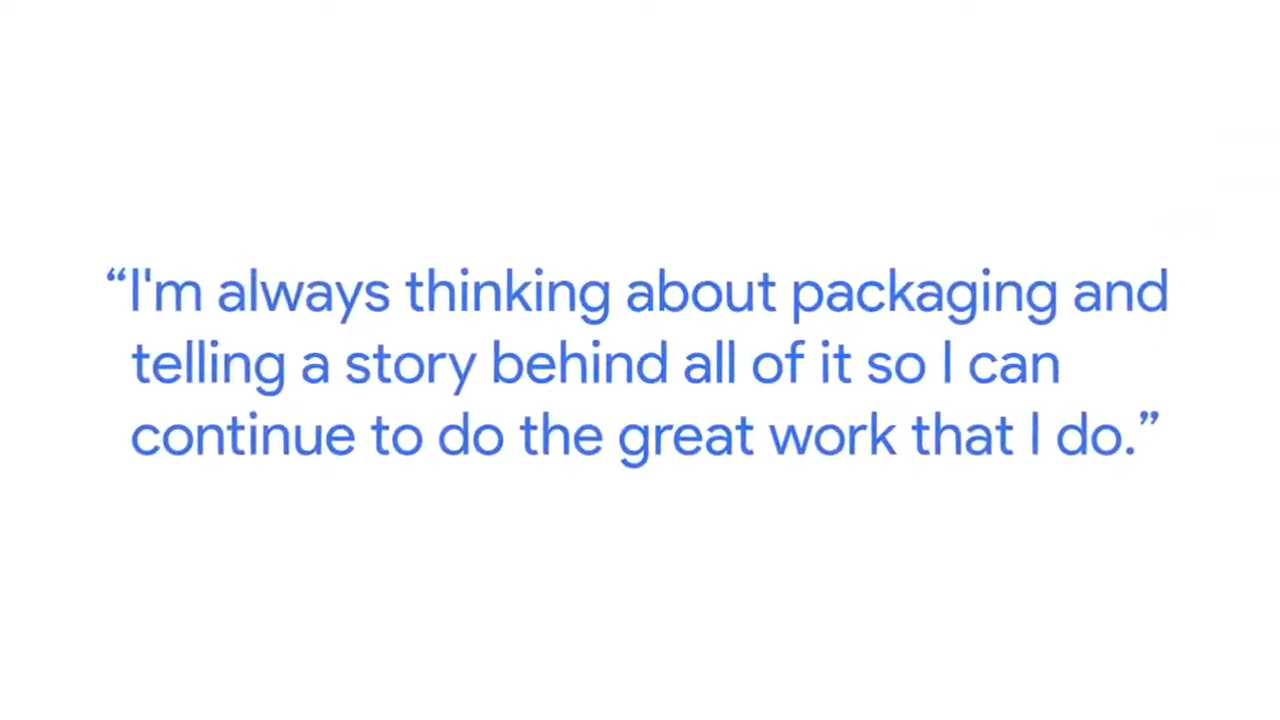 “I'm always thinking about packaging and
telling a story behind all of it so I can
continue to do the great work that I do.”